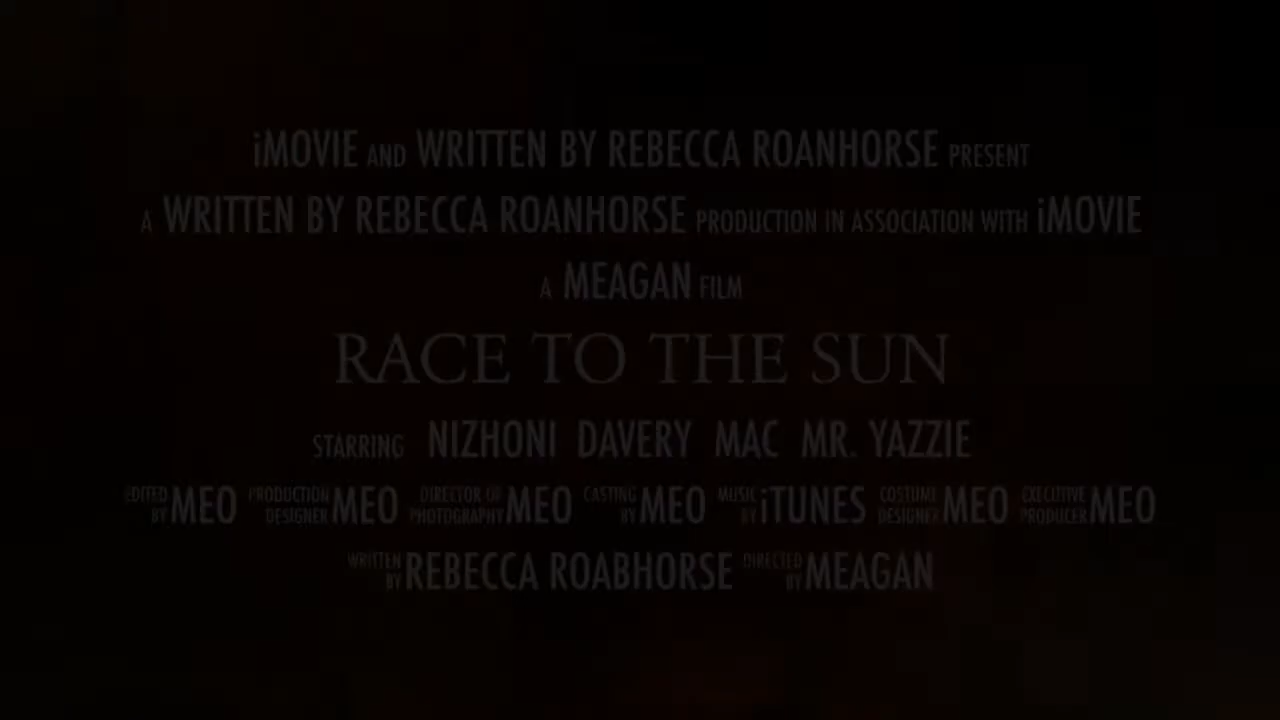 iMOVIE AND WRITTEN BY REBECCA ROANHORSE PRESENT
A WRITTEN BY REBECCA ROANHORSE PRODUCTION IN ASSOCIATION WITH iMOVIE
A MEAGAN FILM
RACE TO THE SUN
STARRING NIZHONI DAVERY MAC MR. YAZZIE
EDITED BY MEO PRODUCTION DESIGNER MEO DIRECTOR OF PHOTOGRAPHY MEO CASTING BY MEO MUSIC BY iTUNES COSTUME DESIGNER MEO EXECUTIVE PRODUCER MEO
WRITTEN BY REBECCA ROABHORSE DIRECTED BY MEAGAN